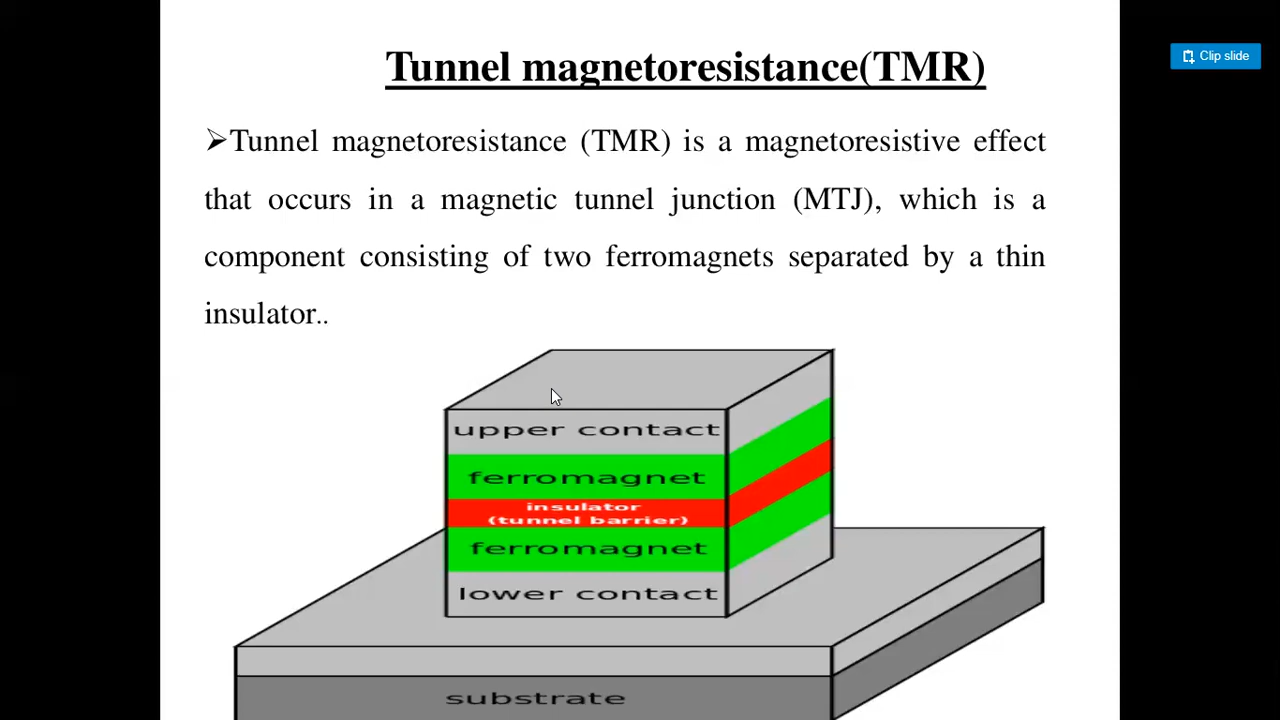 Tunnel magnetoresistance(TMR)
Clip slide
➢Tunnel magnetoresistance (TMR) is a magnetoresistive effect
that occurs in a magnetic tunnel junction (MTJ), which is a
component consisting of two ferromagnets separated by a thin
insulator..
upper contact
ferromagnet
insulator
(tunnel barrier)
ferromagnet
lower contact
substrate